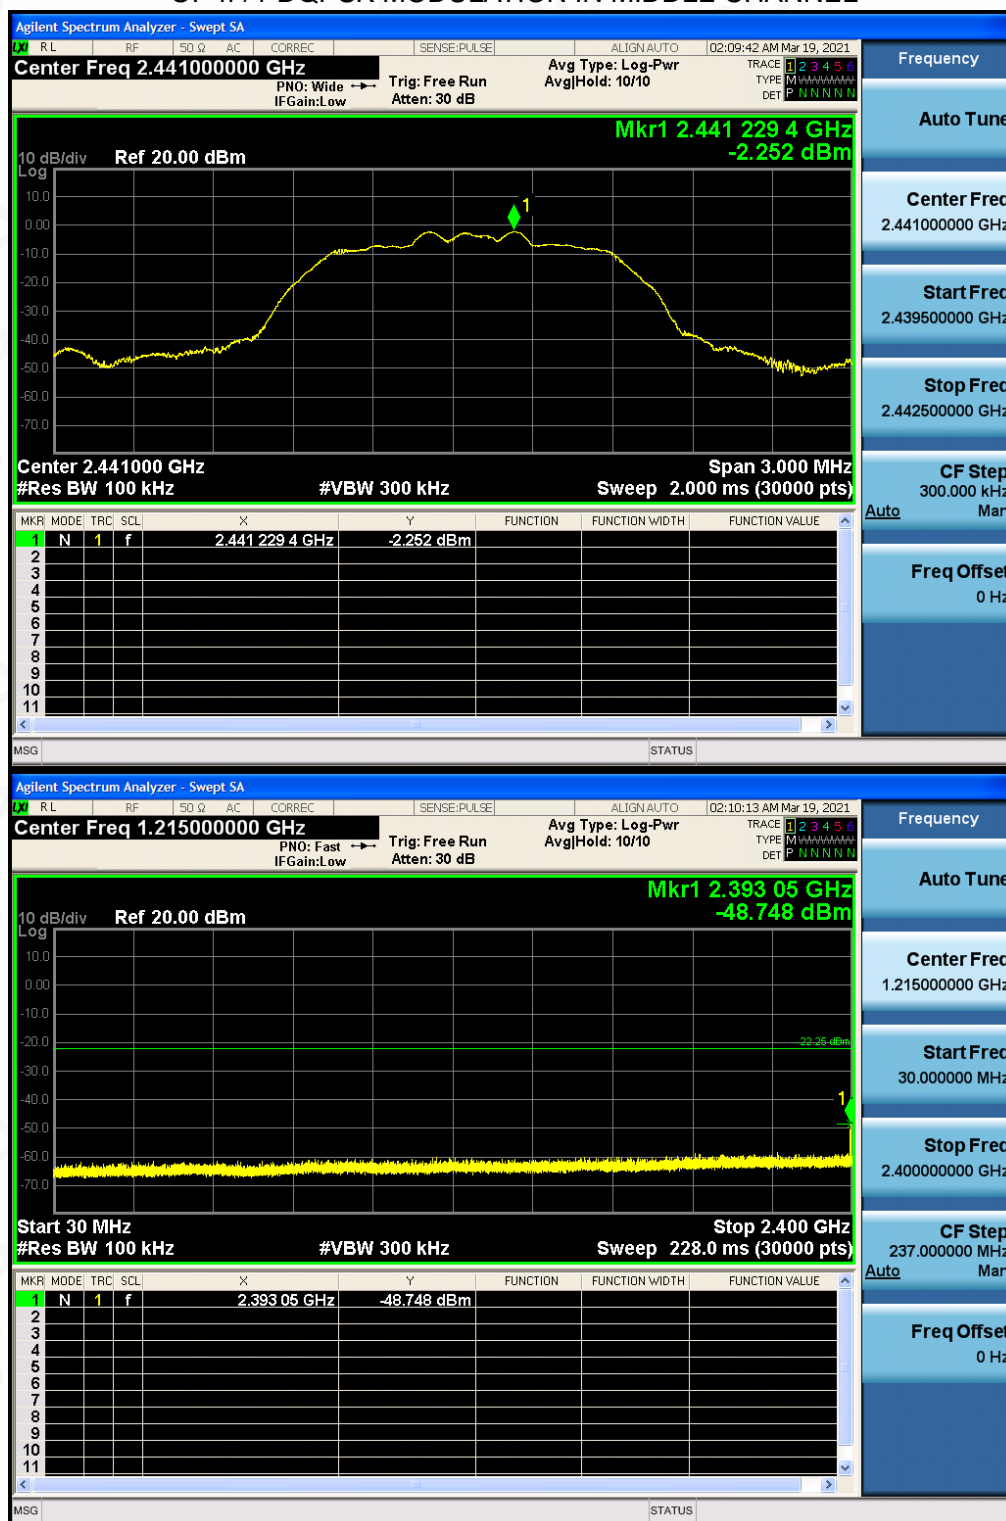 MODULATION IN MIDDLE CHANNEL
Agilent Spectrum Analyzer - Swept SA
LXI RL RF 50 Ω AC CORREC SENSE:PULSE ALIGN AUTO 02:09:42 AM Mar 19, 2021
Center Freq 2.441000000 GHz
PNO: Wide
IFGain:Low
Trig: Free Run
Atten: 30 dB
Avg Type: Log-Pwr
Avg|Hold: 10/10
TRACE 1 2 3 4 5 6
TYPE M
DET P N N N N N
Frequency
Mkr1 2.441 229 4 GHz
-2.252 dBm
10 dB/div Ref 20.00 dBm
Log
10.0
0.00
-10.0
-20.0
-30.0
-40.0
-50.0
-60.0
-70.0
1
Center 2.441000 GHz Span 3.000 MHz
#Res BW 100 kHz #VBW 300 kHz Sweep 2.000 ms (30000 pts)
MKR MODE TRC SCL X Y FUNCTION FUNCTION WIDTH FUNCTION VALUE
1 N 1 f 2.441 229 4 GHz -2.252 dBm
2
3
4
5
6
7
8
9
10
11
MSG STATUS
Auto Tune
Center Freq
2.441000000 GHz
Start Freq
2.439500000 GHz
Stop Freq
2.442500000 GHz
CF Step
300.000 kHz
Auto Man
Freq Offset
0 Hz
Agilent Spectrum Analyzer - Swept SA
LXI RL RF 50 Ω AC CORREC SENSE:PULSE ALIGN AUTO 02:10:13 AM Mar 19, 2021
Center Freq 1.215000000 GHz
PNO: Fast
IFGain:Low
Trig: Free Run
Atten: 30 dB
Avg Type: Log-Pwr
Avg|Hold: 10/10
TRACE 1 2 3 4 5 6
TYPE M
DET P N N N N N
Frequency
Mkr1 2.393 05 GHz
-48.748 dBm
10 dB/div Ref 20.00 dBm
Log
10.0
0.00
-10.0
-20.0
-30.0
-40.0
-50.0
-60.0
-70.0
-22.25 dBm
1
Start 30 MHz Stop 2.400 GHz
#Res BW 100 kHz #VBW 300 kHz Sweep 228.0 ms (30000 pts)
MKR MODE TRC SCL X Y FUNCTION FUNCTION WIDTH FUNCTION VALUE
1 N 1 f 2.393 05 GHz -48.748 dBm
2
3
4
5
6
7
8
9
10
11
MSG STATUS
Auto Tune
Center Freq
1.215000000 GHz
Start Freq
30.000000 MHz
Stop Freq
2.400000000 GHz
CF Step
237.000000 MHz
Auto Man
Freq Offset
0 Hz